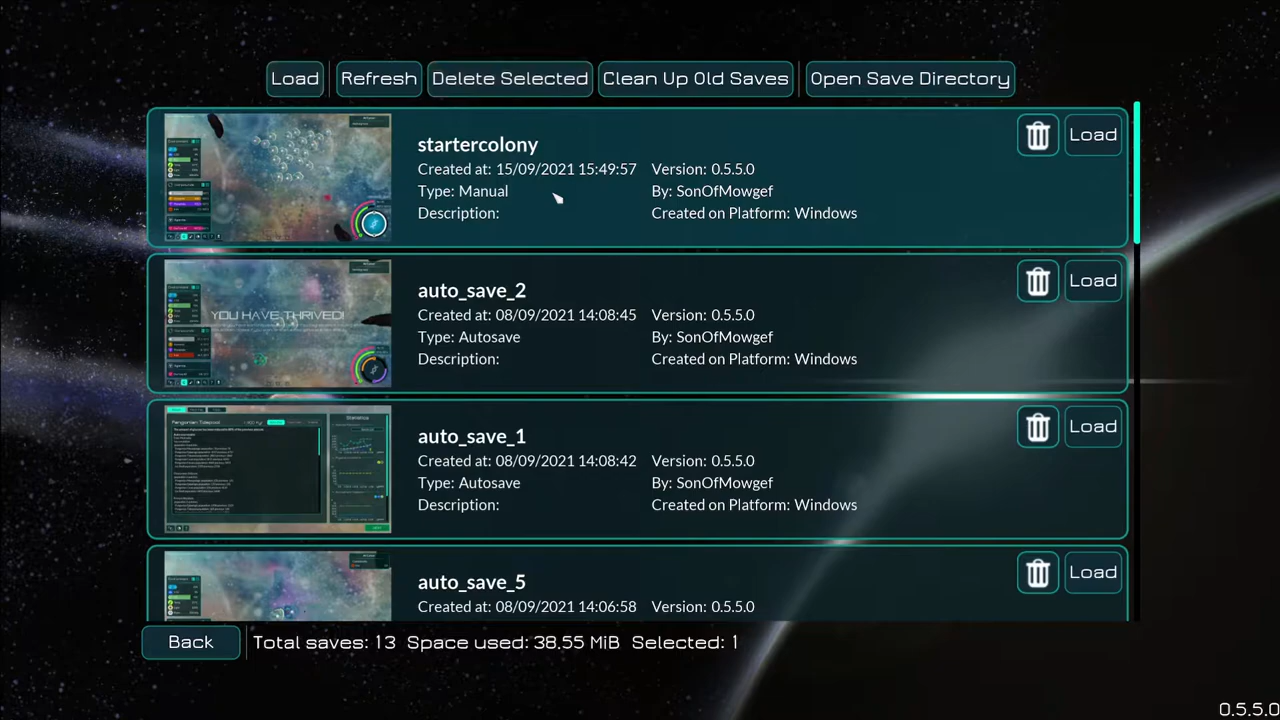 Load Refresh Delete Selected Clean Up Old Saves Open Save Directory
startercolony
Created at: 15/09/2021 15:49:57 Version: 0.5.5.0
Type: Manual By: SonOfMowgef
Description: Created on Platform: Windows
Load
auto_save_2
Created at: 08/09/2021 14:08:45 Version: 0.5.5.0
Type: Autosave By: SonOfMowgef
Description: Created on Platform: Windows
Load
YOU HAVE THRIVED!
auto_save_1
Created at: 08/09/2021 14:08:42 Version: 0.5.5.0
Type: Autosave By: SonOfMowgef
Description: Created on Platform: Windows
Load
Statistics
auto_save_5
Created at: 08/09/2021 14:06:38 Version: 0.5.5.0
Load
Back Total saves: 13 Space used: 38.55 MiB Selected: 1
0.5.5.0